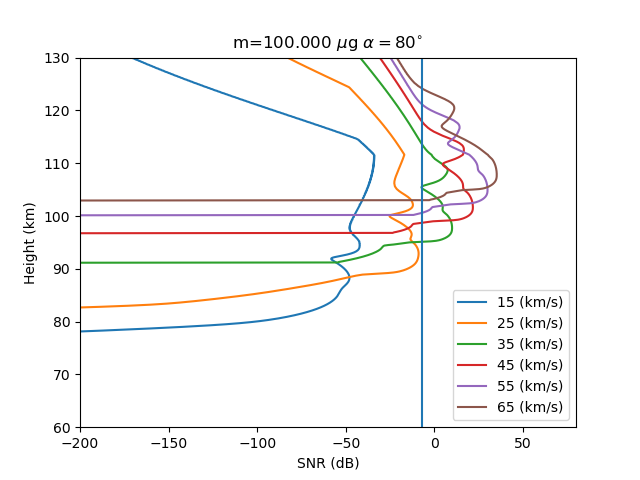 m=100.000 μg α = 80°
130
120
110
100
90
80
70
60
Height (km)
−200
−150
−100
−50
0
50
SNR (dB)
15 (km/s)
25 (km/s)
35 (km/s)
45 (km/s)
55 (km/s)
65 (km/s)